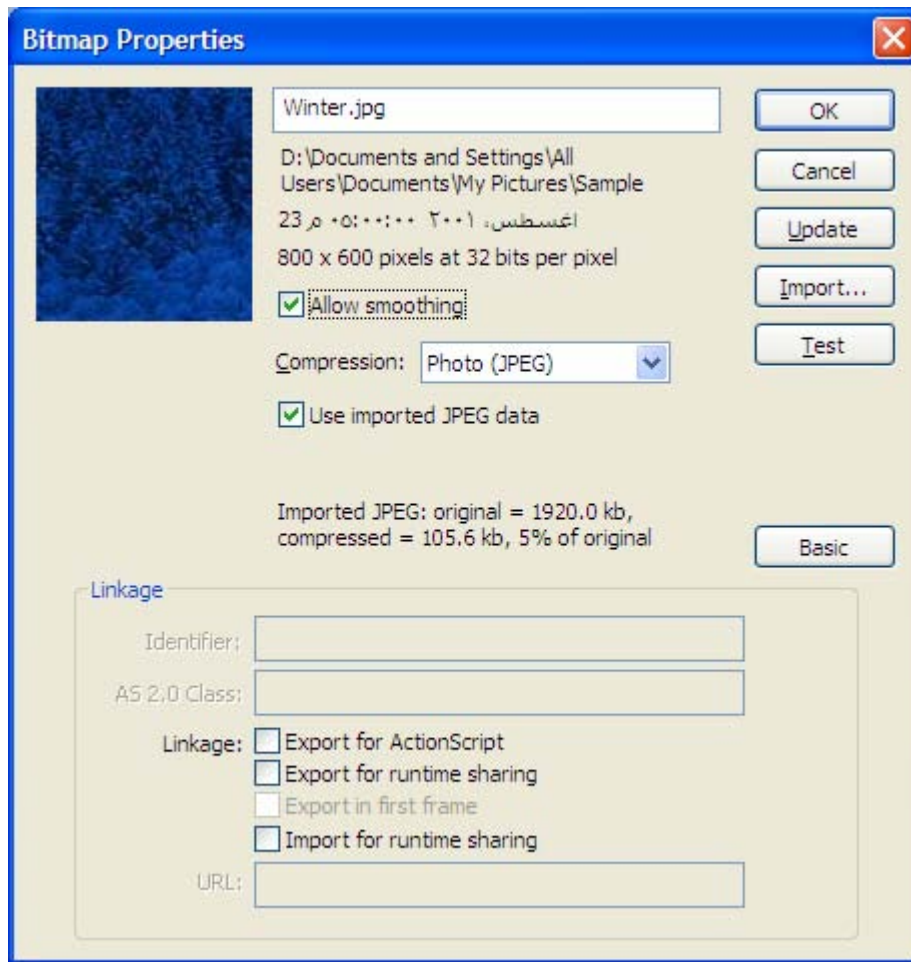 Bitmap Properties
Winter.jpg
OK
D:\Documents and Settings\All
Users\Documents\My Pictures\Sample
Cancel
23 اغسطس، ٢٠٠١ ٠٥:٠٠:٠٠ م
Update
800 x 600 pixels at 32 bits per pixel
Import...
Allow smoothing
Test
Compression: Photo (JPEG)
Use imported JPEG data
Imported JPEG: original = 1920.0 kb,
compressed = 105.6 kb, 5% of original
Basic
Linkage
Identifier:
AS 2.0 Class:
Linkage: Export for ActionScript
Export for runtime sharing
Export in first frame
Import for runtime sharing
URL: